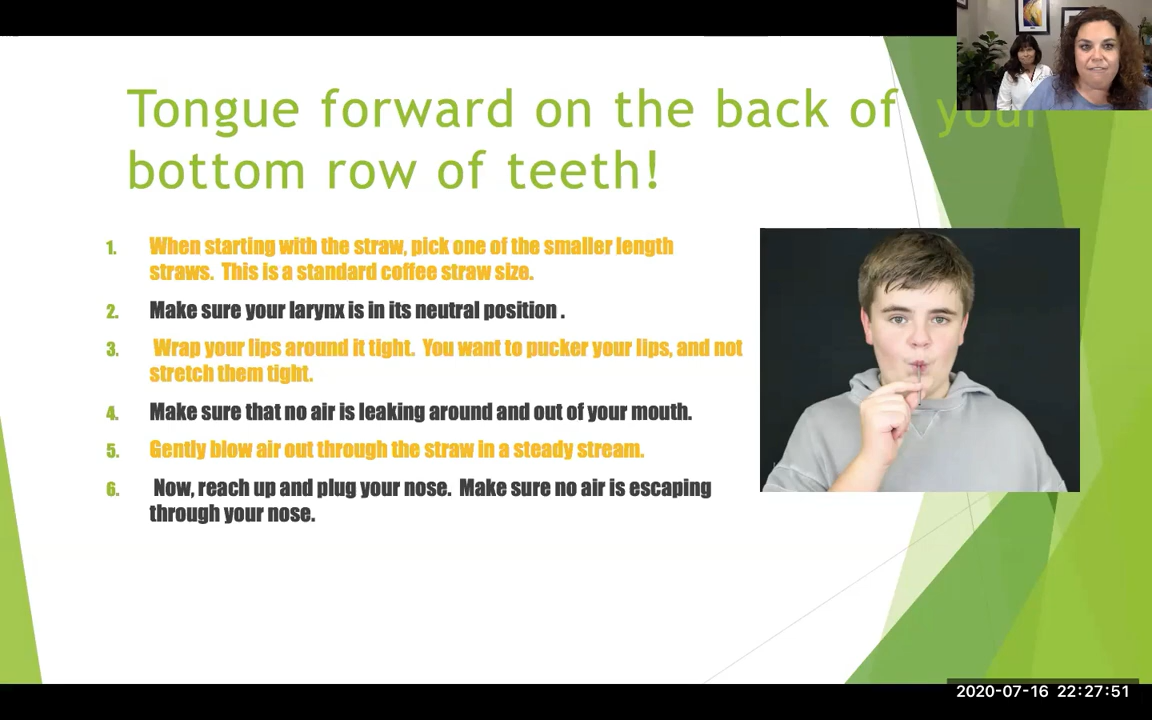 Tongue forward on the back of your
bottom row of teeth!
1. When starting with the straw, pick one of the smaller length
straws. This is a standard coffee straw size.
2. Make sure your larynx is in its neutral position .
3. Wrap your lips around it tight. You want to pucker your lips, and not
stretch them tight.
4. Make sure that no air is leaking around and out of your mouth.
5. Gently blow air out through the straw in a steady stream.
6. Now, reach up and plug your nose. Make sure no air is escaping
through your nose.
2020-07-16 22:27:51